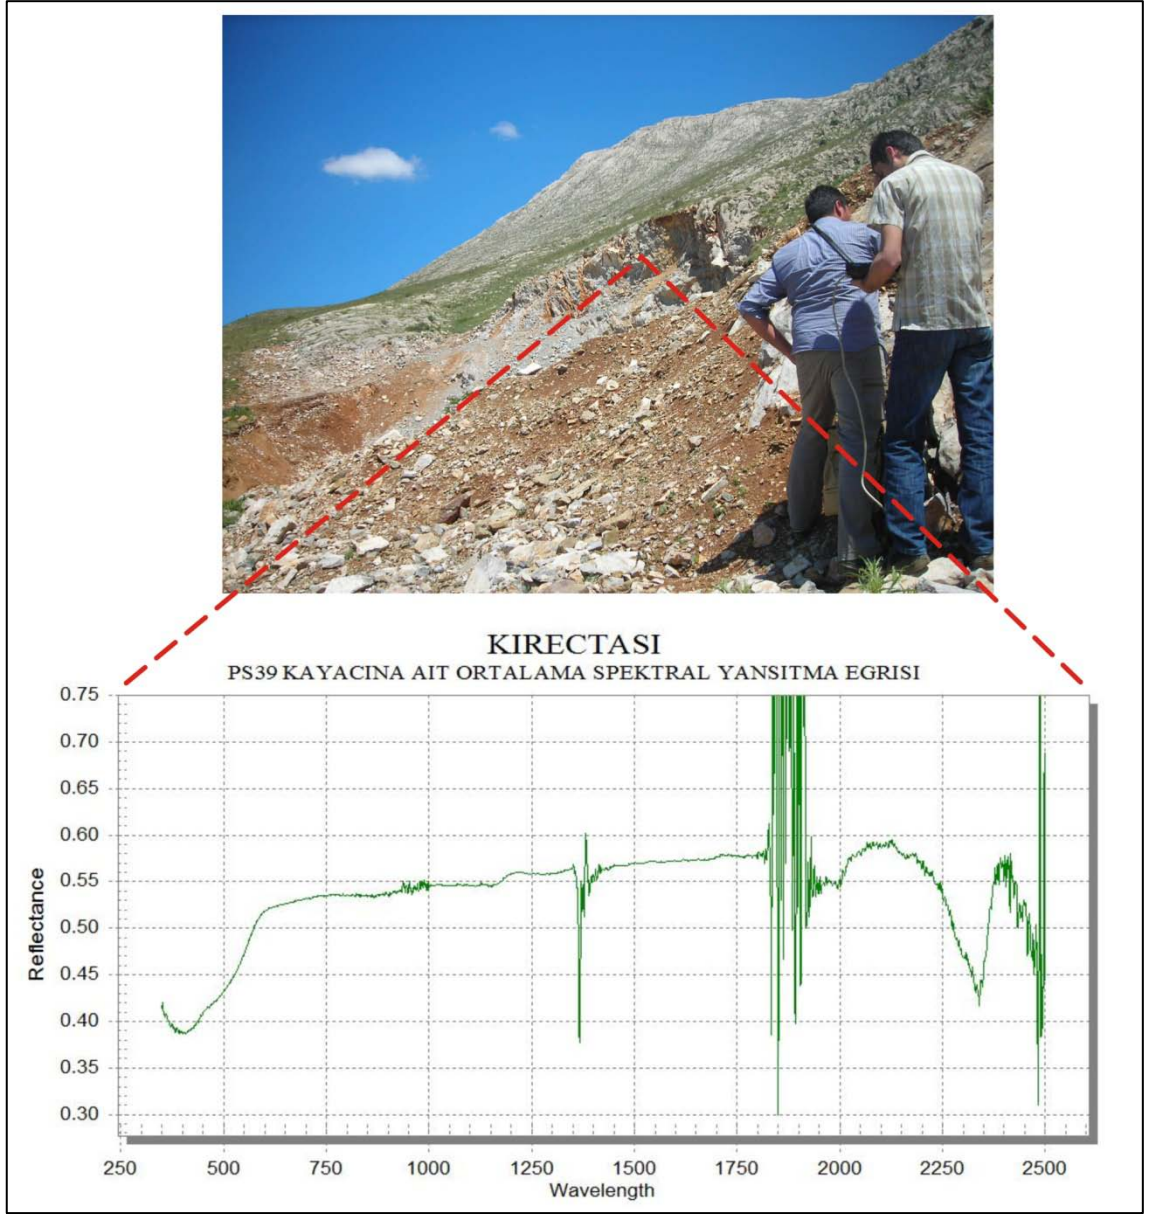 KIRECTASI
PS39 KAYACINA AIT ORTALAMA SPEKTRAL YANSITMA EGRISI
0.75
0.70
0.65
0.60
0.55
0.50
0.45
0.40
0.35
0.30
Reflectance
250 500 750 1000 1250 1500 1750 2000 2250 2500
Wavelength